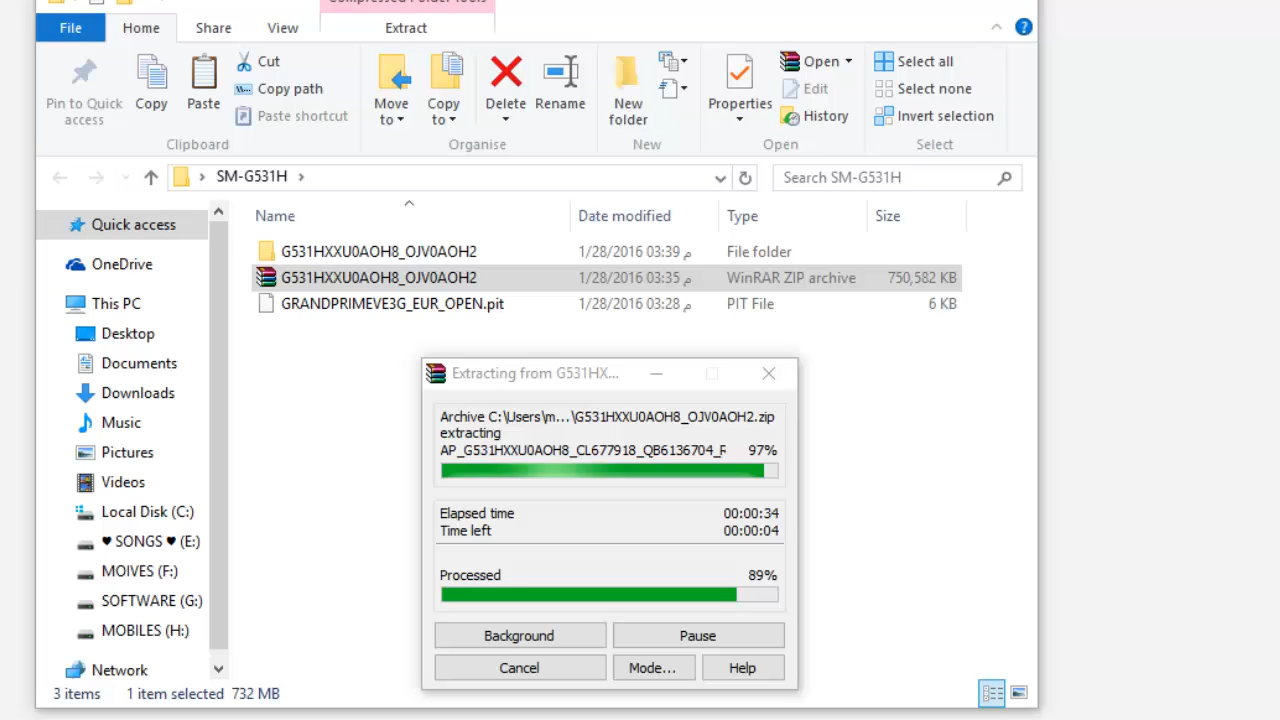 Compressed Folder Tools
File Home Share View Extract
Pin to Quick access
Copy
Paste
Cut
Copy path
Paste shortcut
Clipboard
Move to
Copy to
Delete
Rename
Organise
New folder
New
Properties
Open
Edit
History
Open
Select all
Select none
Invert selection
Select
SM-G531H
Search SM-G531H
Quick access
OneDrive
This PC
Desktop
Documents
Downloads
Music
Pictures
Videos
Local Disk (C:)
♥ SONGS ♥ (E:)
MOIVES (F:)
SOFTWARE (G:)
MOBILES (H:)
Network
Name Date modified Type Size
G531HXXU0AOH8_OJV0AOH2 1/28/2016 03:39 م File folder
G531HXXU0AOH8_OJV0AOH2 1/28/2016 03:35 م WinRAR ZIP archive 750,582 KB
GRANDPRIMEVE3G_EUR_OPEN.pit 1/28/2016 03:28 م PIT File 6 KB
Extracting from G531HX...
Archive C:\Users\m...\G531HXXU0AOH8_OJV0AOH2.zip
extracting
AP_G531HXXU0AOH8_CL677918_QB6136704_R 97%
Elapsed time 00:00:34
Time left 00:00:04
Processed 89%
Background Pause
Cancel Mode... Help
3 items 1 item selected 732 MB